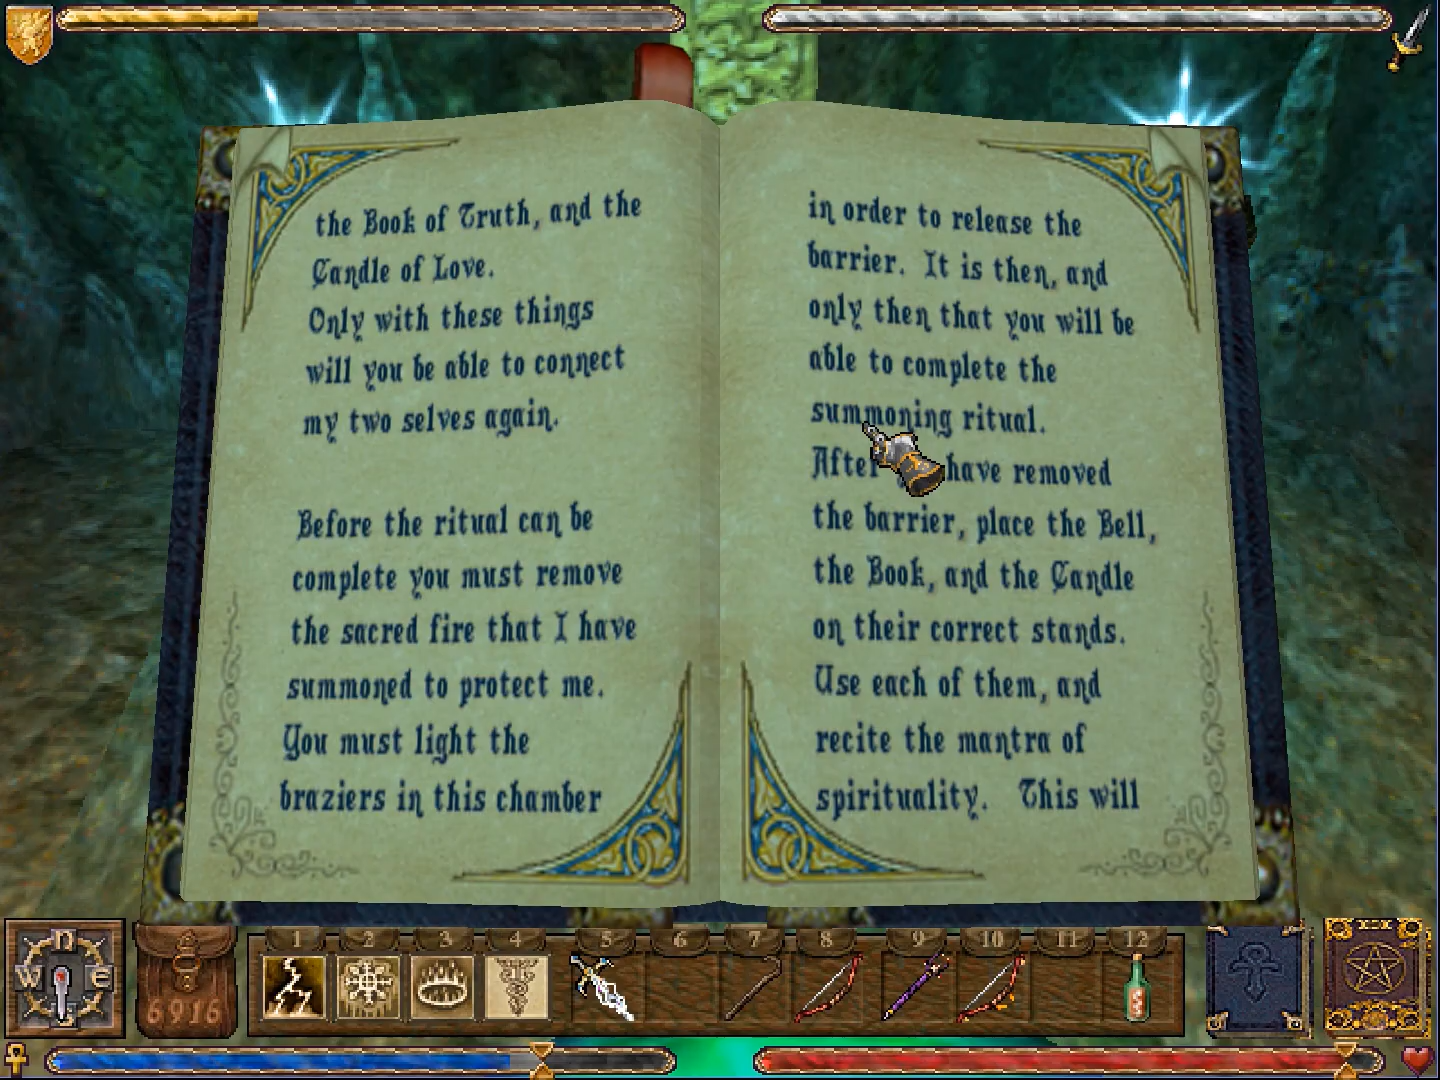 the Book of Truth, and the
Candle of Love.
Only with these things
will you be able to connect
my two selves again.
Before the ritual can be
complete you must remove
the sacred fire that I have
summoned to protect me.
You must light the
braziers in this chamber
in order to release the
barrier. It is then, and
only then that you will be
able to complete the
summoning ritual.
After have removed
the barrier, place the Bell,
the Book, and the Candle
on their correct stands.
Use each of them, and
recite the mantra of
spirituality. This will
1 2 3 4 5 6 7 8 9 10 11 12
n
W E
S
6916